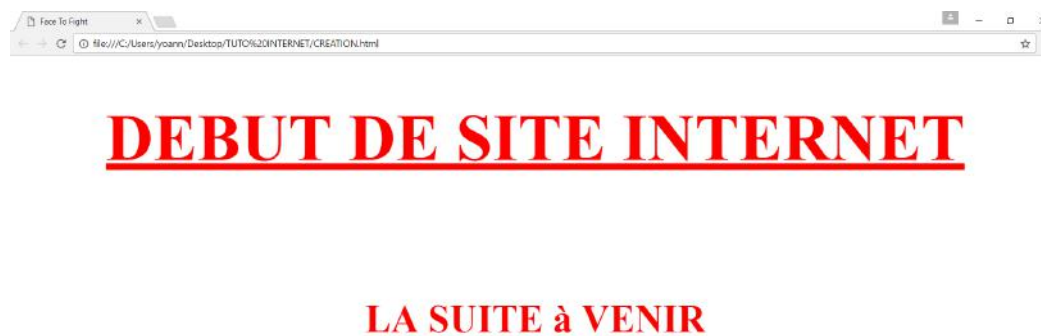 Face To Fight
file:///C:/Users/yoann/Desktop/TUTO%20INTERNET/CREATION.html
DEBUT DE SITE INTERNET
LA SUITE à VENIR